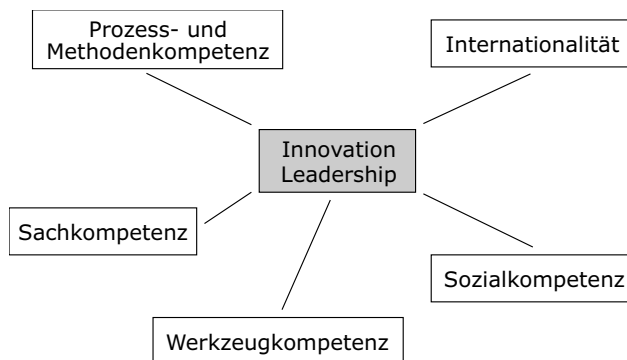 Prozess- und
Methodenkompetenz
Internationalität
Innovation
Leadership
Sachkompetenz
Sozialkompetenz
Werkzeugkompetenz